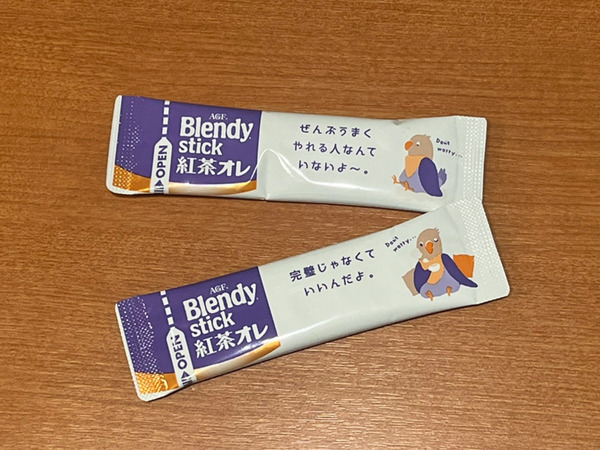 AGF
Blendy
stick
紅茶オレ
OPEN
ぜんぶうまく
やれる人なんて
いないよ〜。
Dont
worry...
AGF
Blendy
stick
紅茶オレ
OPEN
完璧じゃなくて
いいんだよ。
Dont
worry...